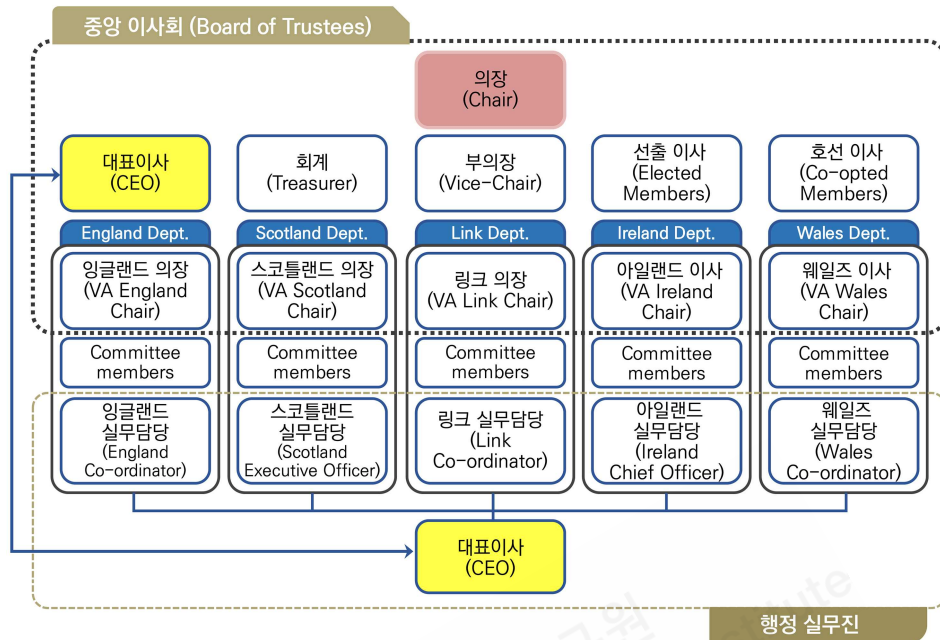 중앙 이사회 (Board of Trustees)
의장
(Chair)
대표이사
(CEO)
회계
(Treasurer)
부의장
(Vice-Chair)
선출 이사
(Elected
Members)
호선 이사
(Co-opted
Members)
England Dept.
Scotland Dept.
Link Dept.
Ireland Dept.
Wales Dept.
잉글랜드 의장
(VA England
Chair)
스코틀랜드 의장
(VA Scotland
Chair)
링크 의장
(VA Link Chair)
아일랜드 이사
(VA Ireland
Chair)
웨일즈 이사
(VA Wales
Chair)
Committee
members
Committee
members
Committee
members
Committee
members
Committee
members
잉글랜드
실무담당
(England
Co-ordinator)
스코틀랜드
실무담당
(Scotland
Executive Officer)
링크 실무담당
(Link
Co-ordinator)
아일랜드
실무담당
(Ireland
Chief Officer)
웨일즈
실무담당
(Wales
Co-ordinator)
대표이사
(CEO)
행정 실무진